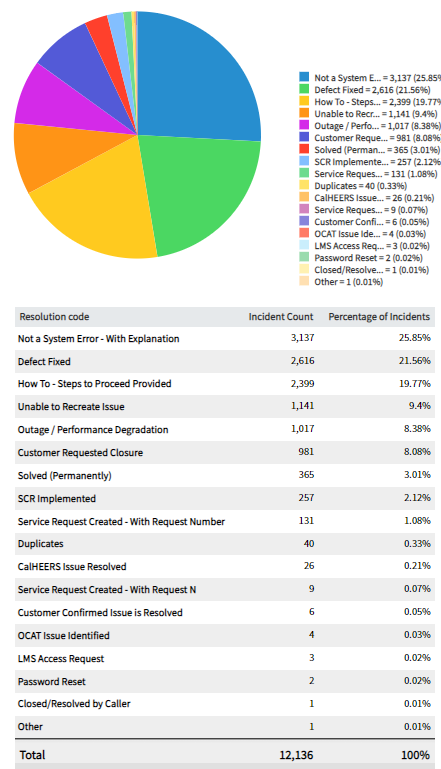 Not a System E... = 3,137 (25.85%
Defect Fixed = 2,616 (21.56%)
How To - Steps... = 2,399 (19.77%
Unable to Recr... = 1,141 (9.4%)
Outage / Perfo... = 1,017 (8.38%)
Customer Reque... = 981 (8.08%)
Solved (Perman... = 365 (3.01%)
SCR Implemente... = 257 (2.12%
Service Reques... = 131 (1.08%)
Duplicates = 40 (0.33%)
CalHEERS Issue... = 26 (0.21%)
Service Reques... = 9 (0.07%)
Customer Confi... = 6 (0.05%)
OCAT Issue Ide... = 4 (0.03%)
LMS Access Req... = 3 (0.02%)
Password Reset = 2 (0.02%)
Closed/Resolve... = 1 (0.01%)
Other = 1 (0.01%)
Resolution code Incident Count Percentage of Incidents
Not a System Error - With Explanation 3,137 25.85%
Defect Fixed 2,616 21.56%
How To - Steps to Proceed Provided 2,399 19.77%
Unable to Recreate Issue 1,141 9.4%
Outage / Performance Degradation 1,017 8.38%
Customer Requested Closure 981 8.08%
Solved (Permanently) 365 3.01%
SCR Implemented 257 2.12%
Service Request Created - With Request Number 131 1.08%
Duplicates 40 0.33%
CalHEERS Issue Resolved 26 0.21%
Service Request Created - With Request N 9 0.07%
Customer Confirmed Issue is Resolved 6 0.05%
OCAT Issue Identified 4 0.03%
LMS Access Request 3 0.02%
Password Reset 2 0.02%
Closed/Resolved by Caller 1 0.01%
Other 1 0.01%
Total 12,136 100%